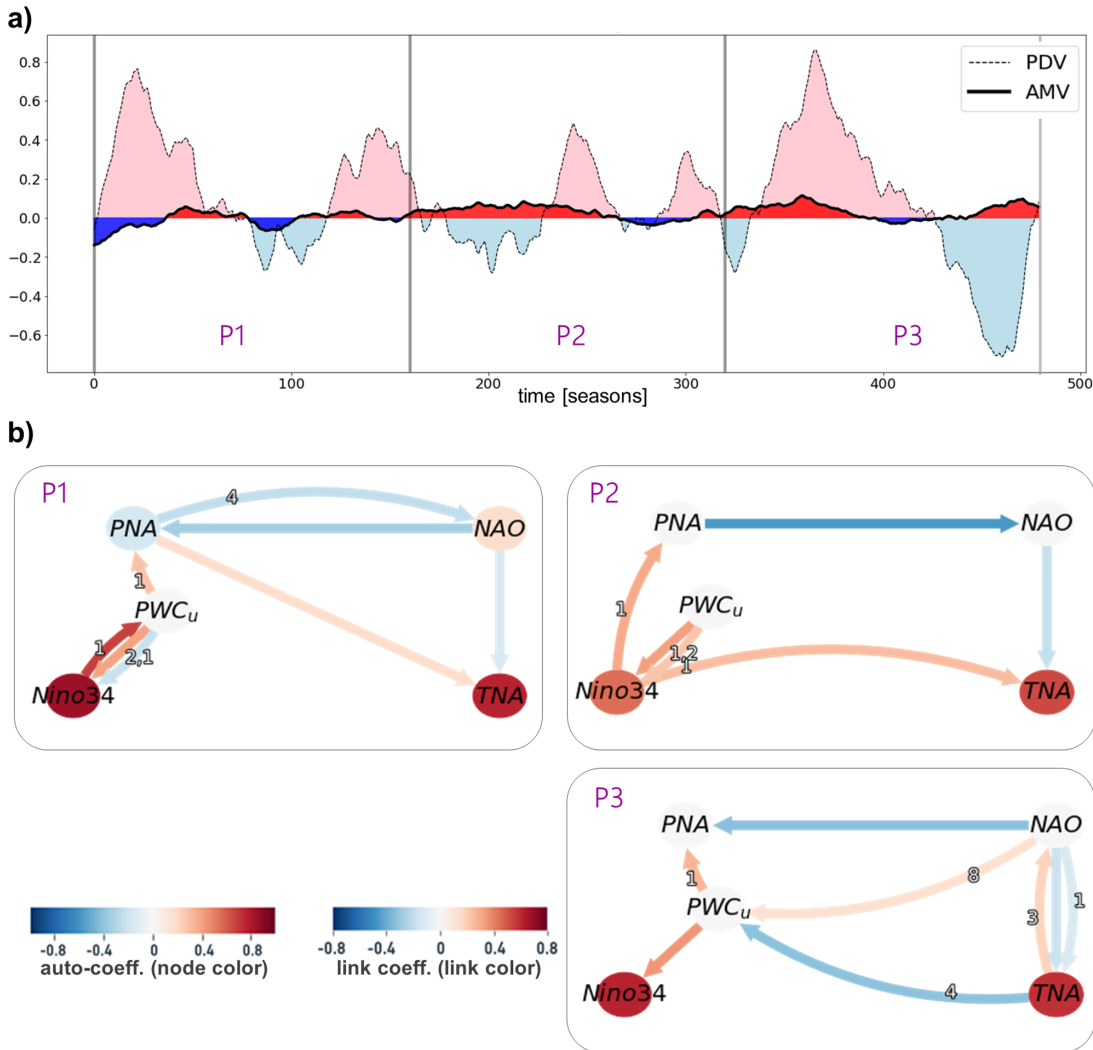 a)
0.8
0.6
0.4
0.2
0.0
−0.2
−0.4
−0.6
PDV
AMV
P1
P2
P3
0
100
200
300
400
500
time [seasons]
b)
P1
4
PNA
NAO
1
PWCu
1
2,1
Nino34
TNA
P2
PNA
NAO
1
PWCu
1,2
1
Nino34
TNA
P3
PNA
NAO
1
8
PWCu
3
1
4
Nino34
TNA
-0.8 -0.4 0 0.4 0.8
auto-coeff. (node color)
-0.8 -0.4 0 0.4 0.8
link coeff. (link color)